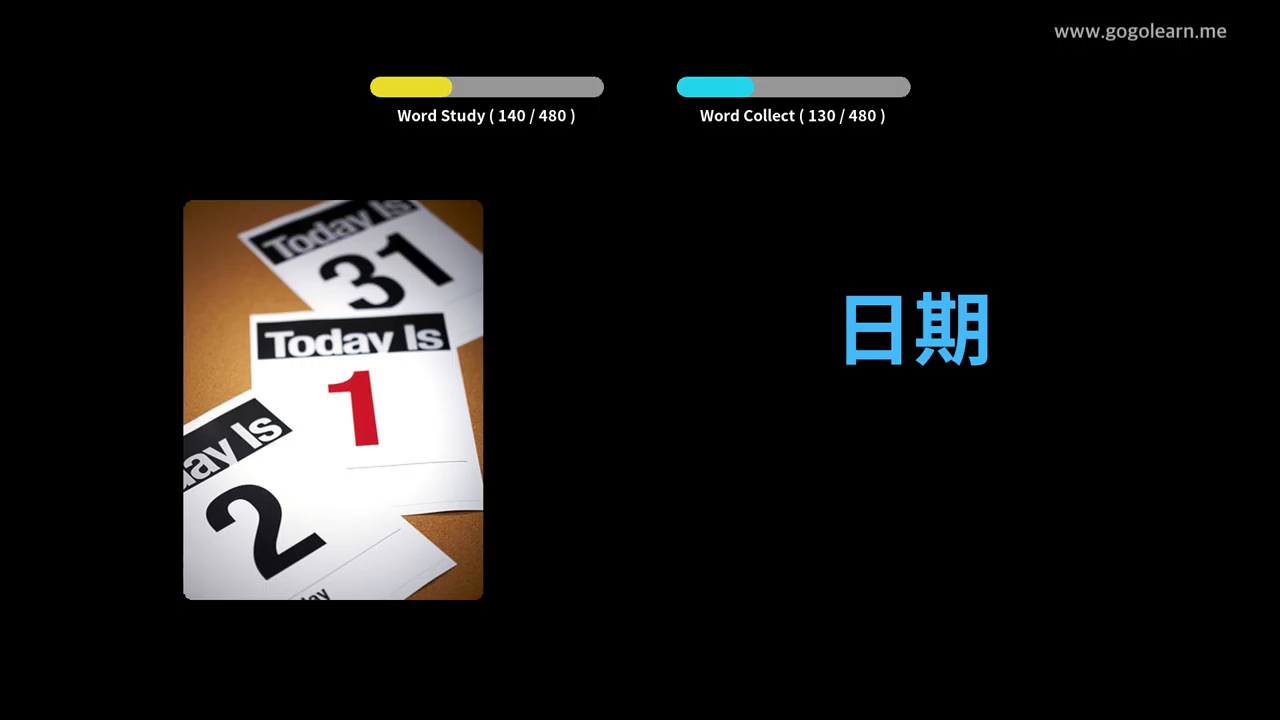 www.gogolearn.me
Word Study ( 140 / 480 )
Word Collect ( 130 / 480 )
Today Is
31
Today Is
1
day Is
2
日期